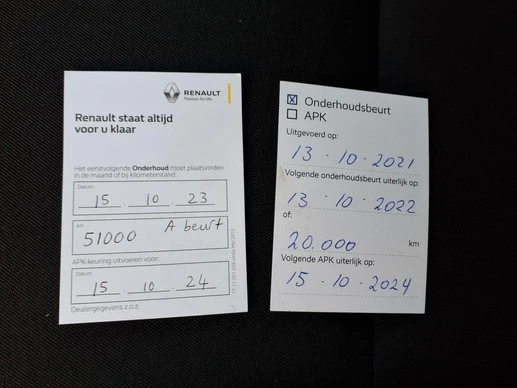 RENAULT
Passion for life
Renault staat altijd
voor u klaar
Het eerstvolgende Onderhoud moet plaatsvinden
in de maand of bij kilometerstand:
Datum
15 . 10 . 23
km
51000 A beurt
APK-keuring uitvoeren voor:
Datum
15 . 10 . 24
Dealergegevens z.o.z.
☒ Onderhoudsbeurt
☐ APK
Uitgevoerd op:
13 · 10 · 2021
Volgende onderhoudsbeurt uiterlijk op:
13 · 10 · 2022
of:
20.000 km
Volgende APK uiterlijk op:
15 · 10 · 2024